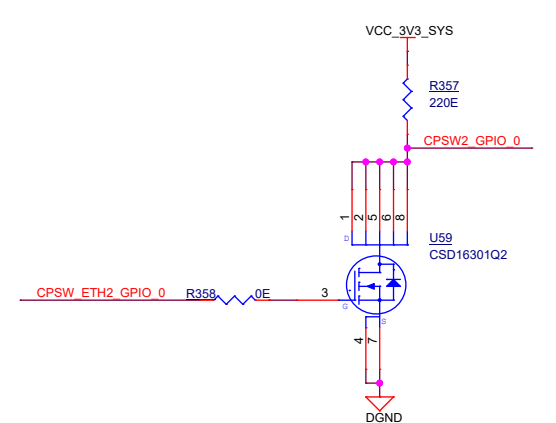 VCC_3V3_SYS
R357
220E
CPSW2_GPIO_0
1
2
5
6
8
D
U59
CSD16301Q2
CPSW_ETH2_GPIO_0
R358
0E
3
G
S
4
7
DGND